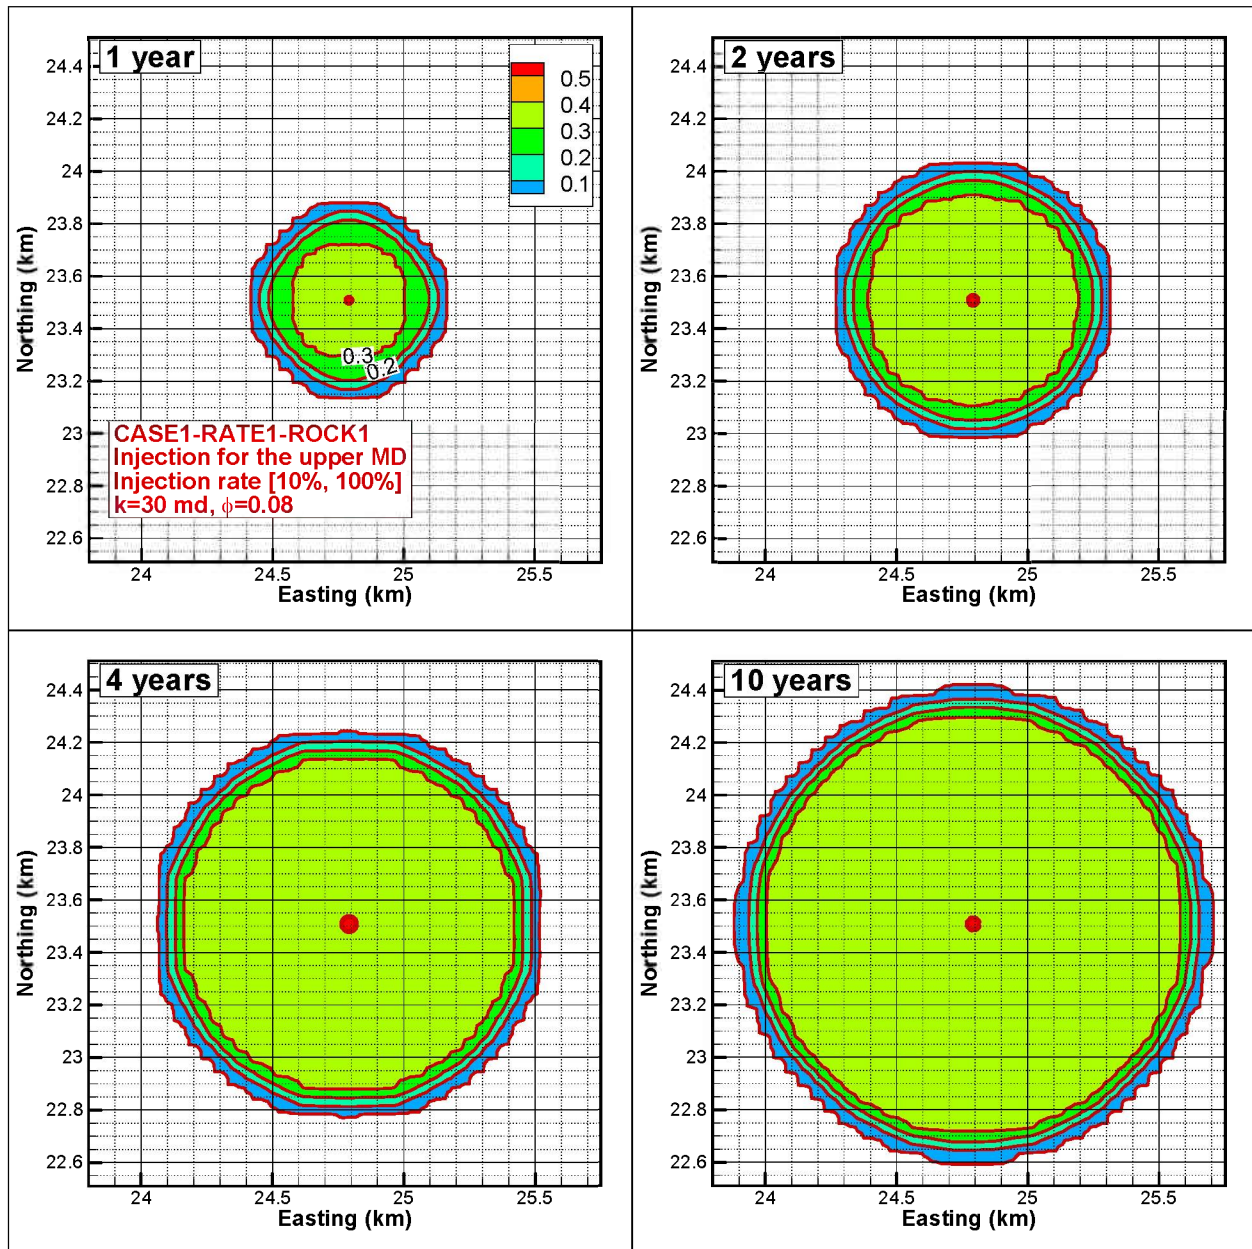 1 year
0.5
0.4
0.3
0.2
0.1
24.4
24.2
24
23.8
23.6
23.4
23.2
23
22.8
22.6
Northing (km)
0.3
0.2
CASE1-RATE1-ROCK1
Injection for the upper MD
Injection rate [10%, 100%]
k=30 md, ϕ=0.08
24 24.5 25 25.5
Easting (km)
2 years
24.4
24.2
24
23.8
23.6
23.4
23.2
23
22.8
22.6
Northing (km)
24 24.5 25 25.5
Easting (km)
4 years
24.4
24.2
24
23.8
23.6
23.4
23.2
23
22.8
22.6
Northing (km)
24 24.5 25 25.5
Easting (km)
10 years
24.4
24.2
24
23.8
23.6
23.4
23.2
23
22.8
22.6
Northing (km)
24 24.5 25 25.5
Easting (km)